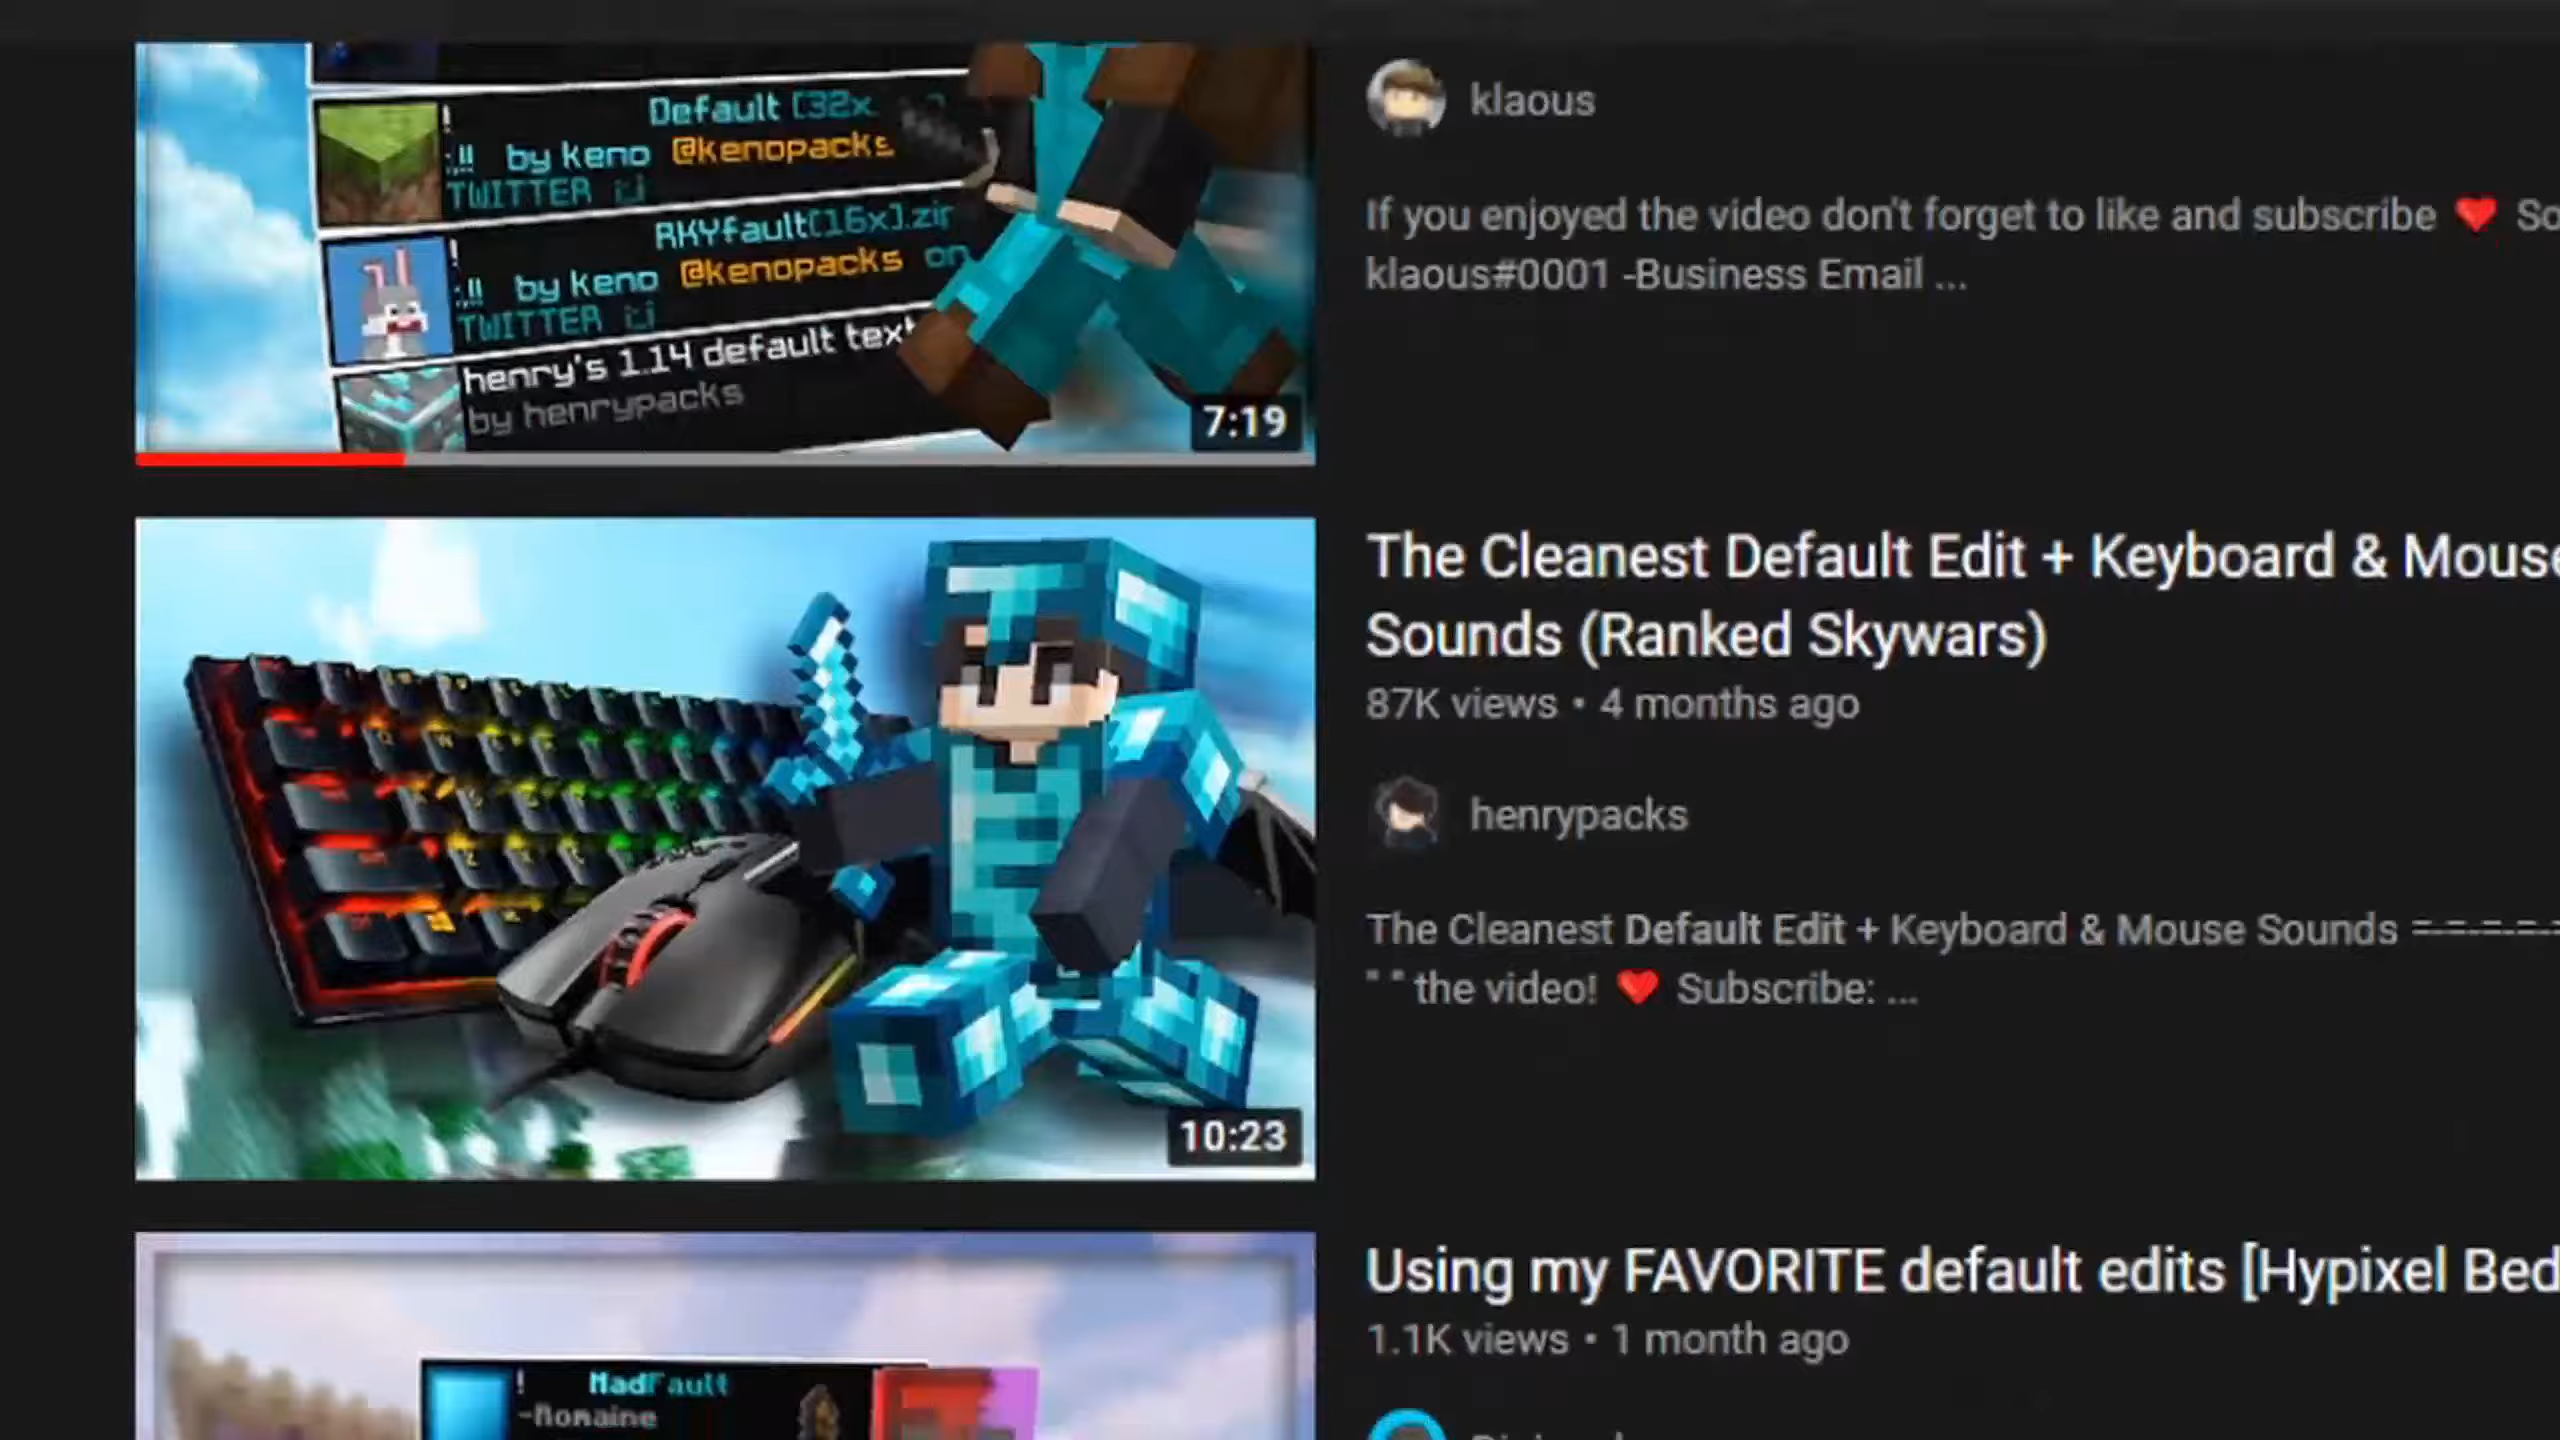 Default [32x
!
by keno @kenopacks
TWITTER
RKYfault[16x].zip
!
by keno @kenopacks on
TWITTER
henry's 1.14 default text
by henrypacks
7:19
klaous
If you enjoyed the video don't forget to like and subscribe ❤ So
klaous#0001 -Business Email ...
10:23
The Cleanest Default Edit + Keyboard & Mouse
Sounds (Ranked Skywars)
87K views • 4 months ago
henrypacks
The Cleanest Default Edit + Keyboard & Mouse Sounds =-=-=-=-=
" " the video! ❤ Subscribe: ...
! MadFault
Using my FAVORITE default edits [Hypixel Bed
1.1K views • 1 month ago